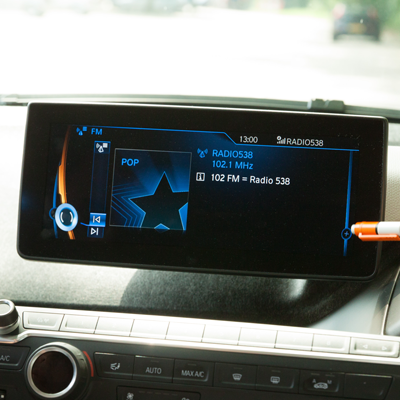 FM
13:00
RADIO538
POP
RADIO538
102.1 MHz
i 102 FM = Radio 538
A/C
AUTO
MAX A/C